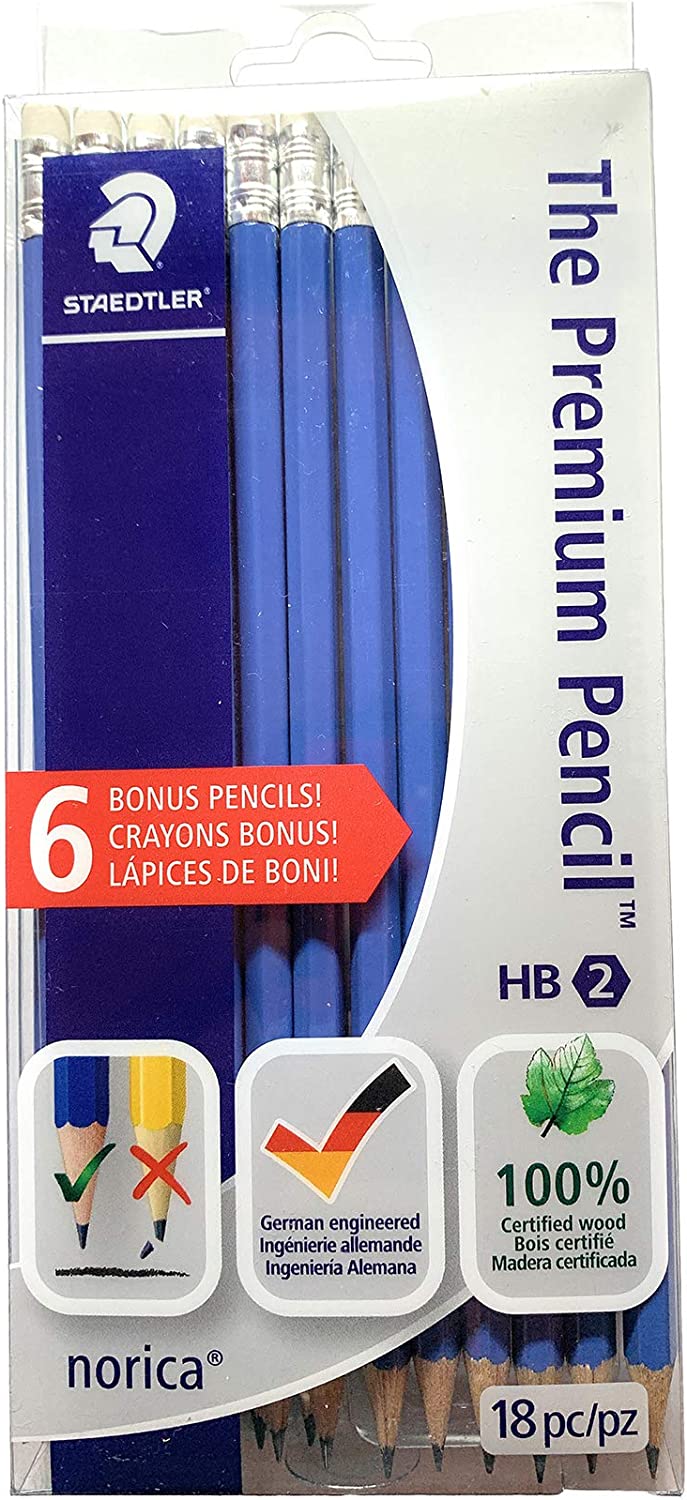 STAEDTLER®
The Premium Pencil™
HB 2
6
BONUS PENCILS!
CRAYONS BONUS!
LÁPICES DE BONI!
German engineered
Ingénierie allemande
Ingeniería Alemana
100%
Certified wood
Bois certifié
Madera certificada
norica®
18 pc/pz